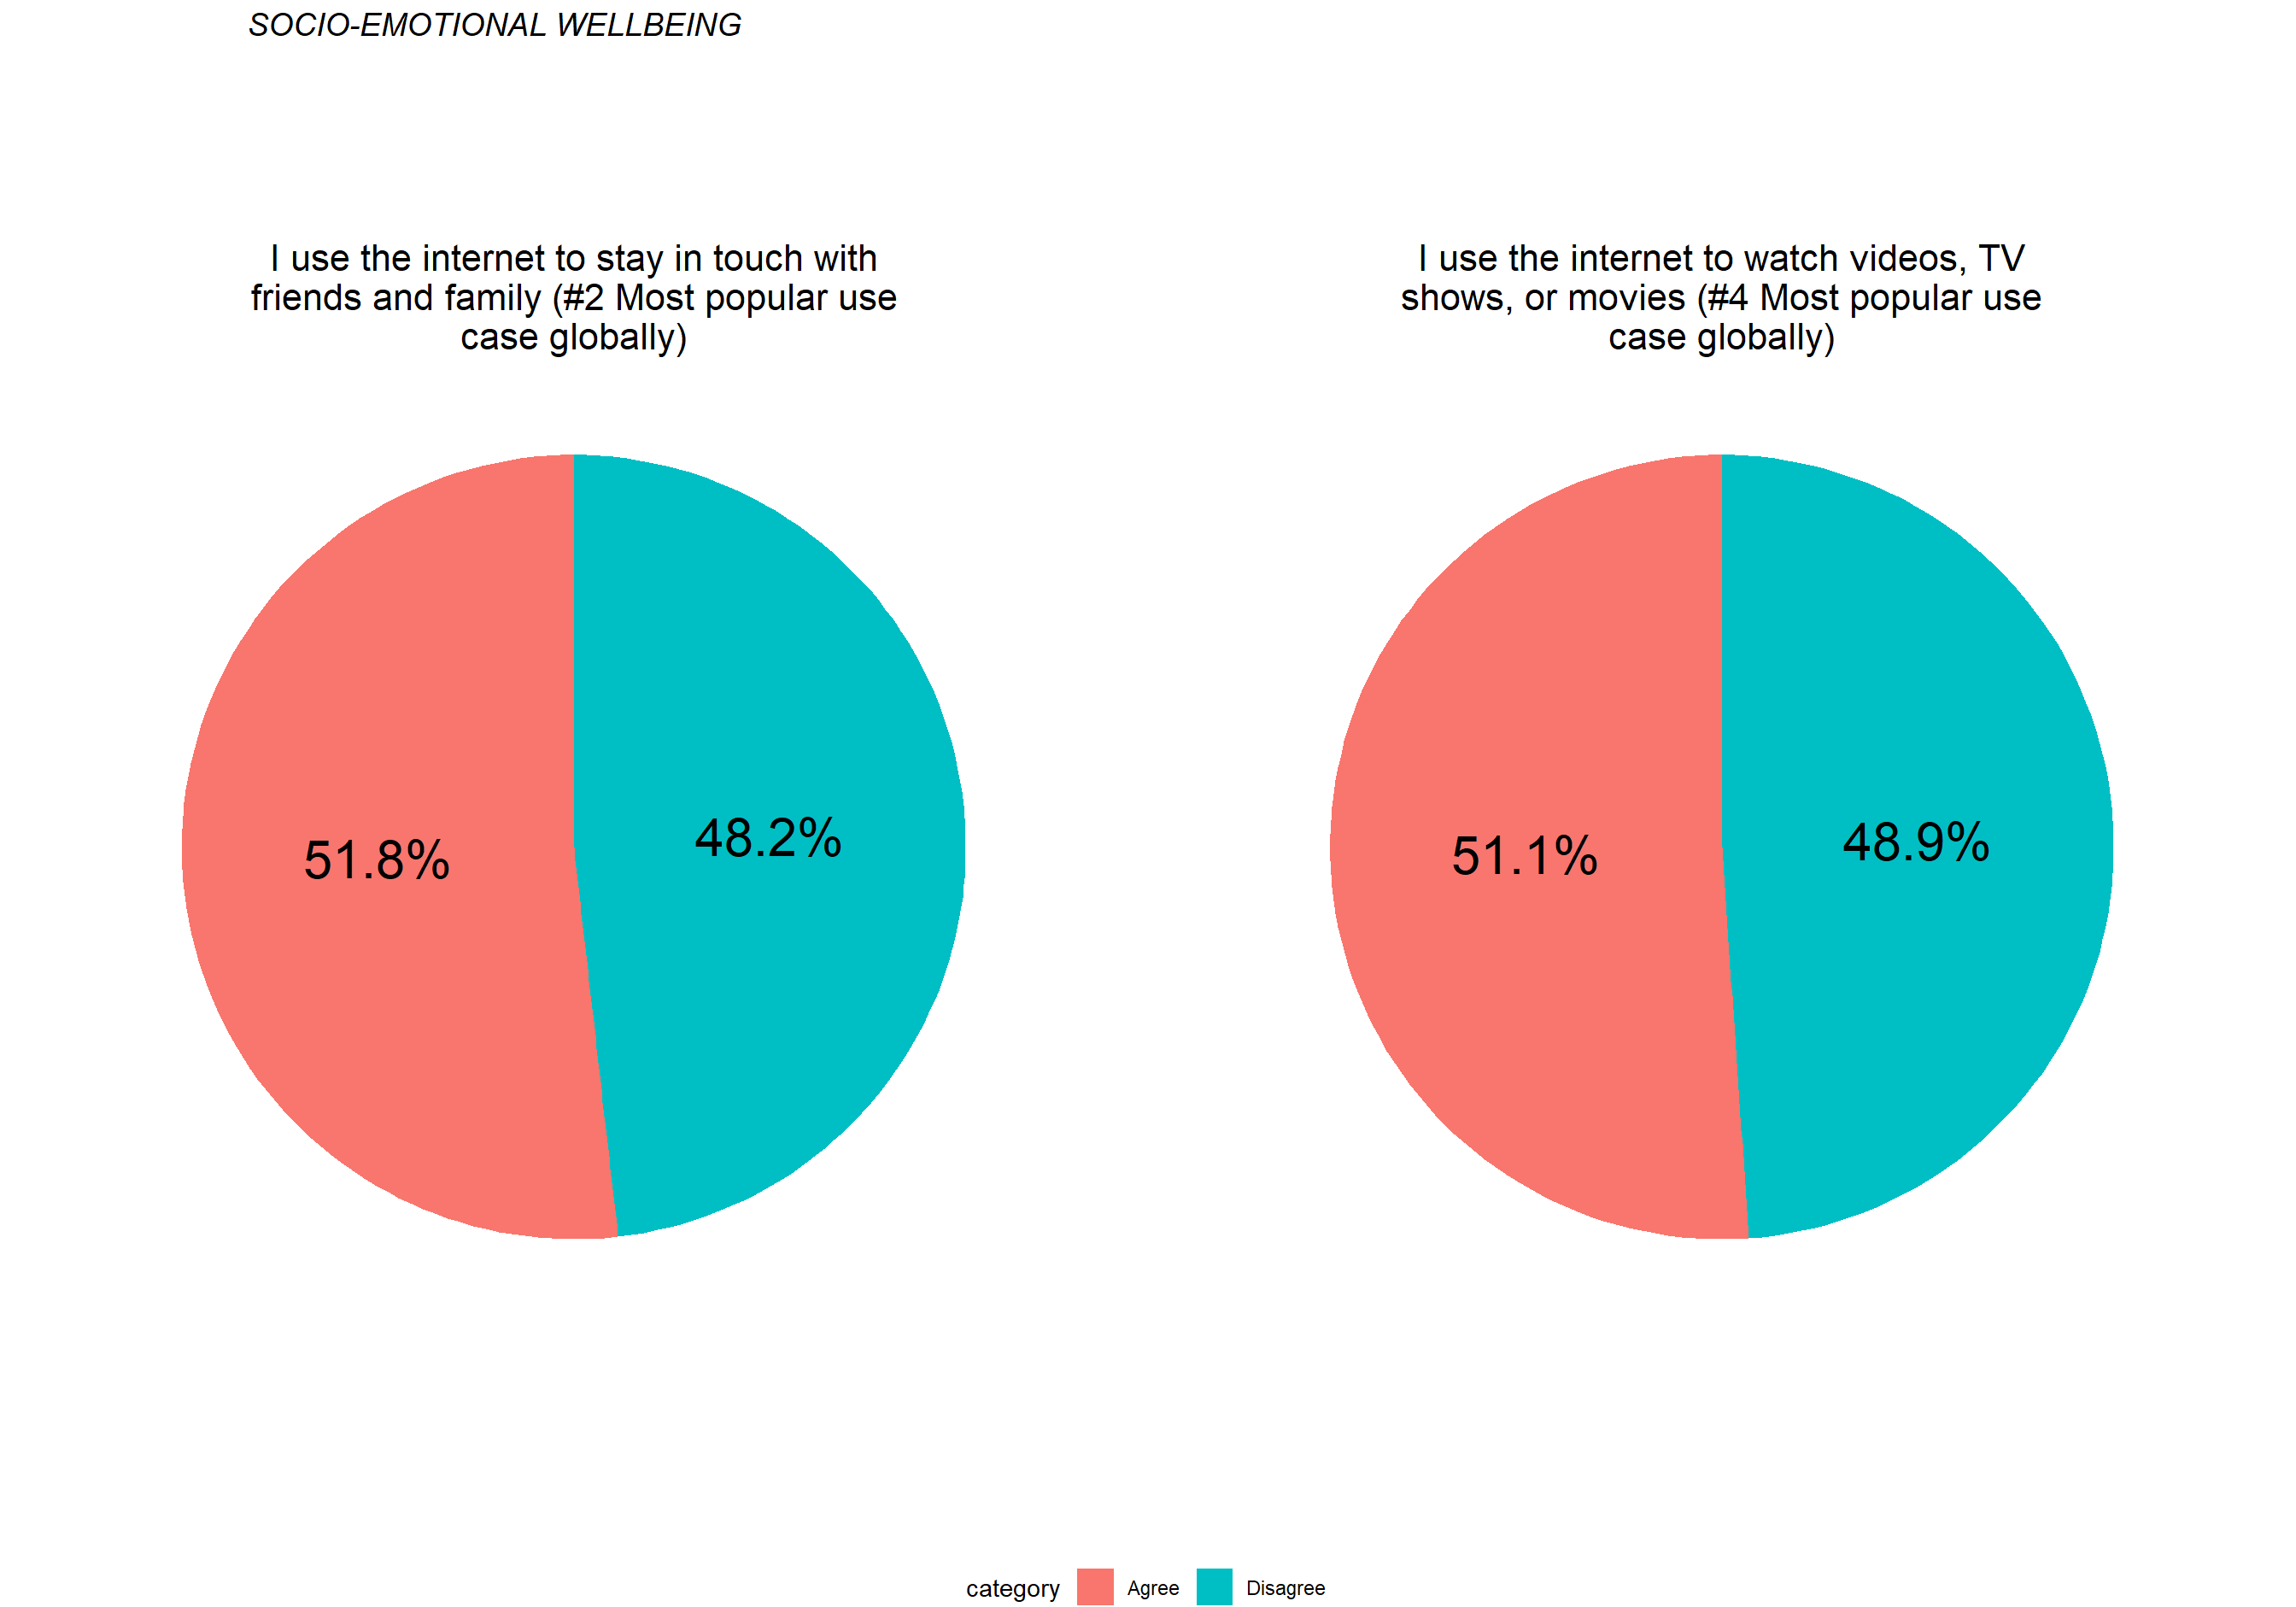 SOCIO-EMOTIONAL WELLBEING
I use the internet to stay in touch with
friends and family (#2 Most popular use
case globally)
I use the internet to watch videos, TV
shows, or movies (#4 Most popular use
case globally)
51.8%
48.2%
51.1%
48.9%
category Agree Disagree